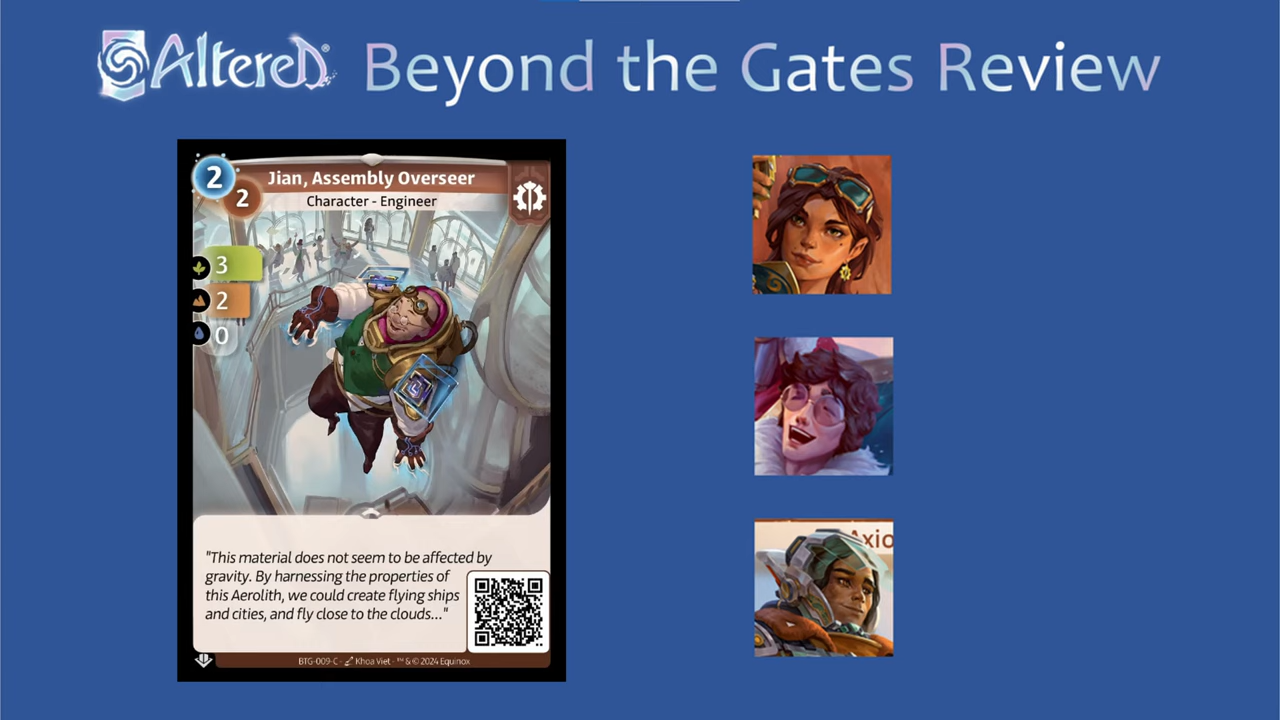 Altered® Beyond the Gates Review
2
2
Jian, Assembly Overseer
Character - Engineer
3
2
0
"This material does not seem to be affected by
gravity. By harnessing the properties of
this Aerolith, we could create flying ships
and cities, and fly close to the clouds..."
BTG-009-C - Khoa Viet - ™ & © 2024 Equinox
Axio